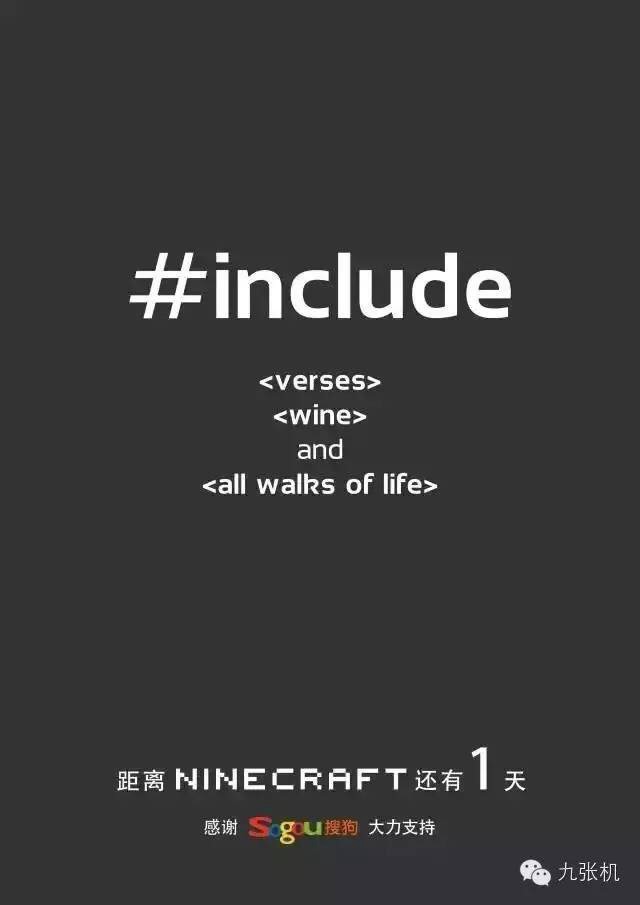 #include
<verses>
<wine>
and
<all walks of life>
距离 NINECRAFT 还有 1 天
感谢 Sogou搜狗 大力支持
九张机